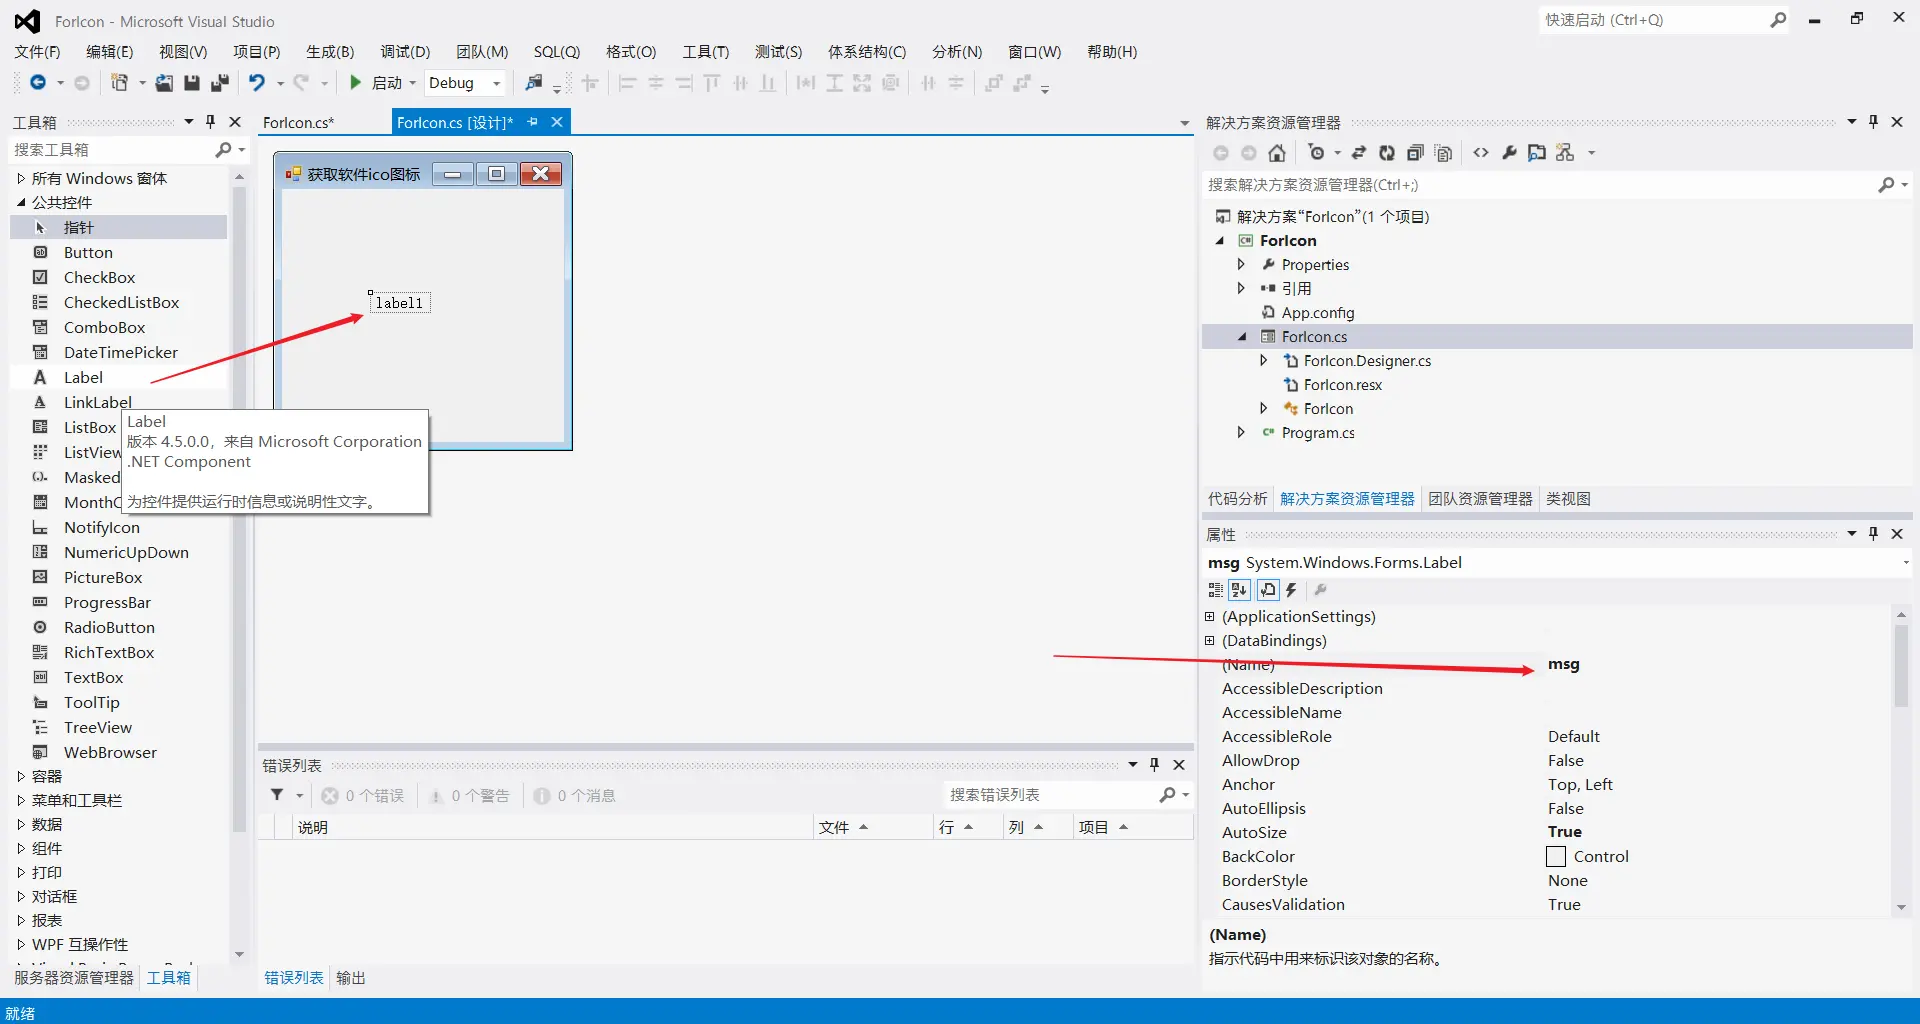 ForIcon - Microsoft Visual Studio
快速启动 (Ctrl+Q)
文件(F) 编辑(E) 视图(V) 项目(P) 生成(B) 调试(D) 团队(M) SQL(Q) 格式(O) 工具(T) 测试(S) 体系结构(C) 分析(N) 窗口(W) 帮助(H)
启动 Debug
工具箱
搜索工具箱
所有 Windows 窗体
公共控件
指针
Button
CheckBox
CheckedListBox
ComboBox
DateTimePicker
Label
LinkLabel
ListBox
ListView
Masked
MonthC
NotifyIcon
NumericUpDown
PictureBox
ProgressBar
RadioButton
RichTextBox
TextBox
ToolTip
TreeView
WebBrowser
容器
菜单和工具栏
数据
组件
打印
对话框
报表
WPF 互操作性
服务器资源管理器 工具箱
Label
版本 4.5.0.0，来自 Microsoft Corporation
.NET Component
为控件提供运行时信息或说明性文字。
ForIcon.cs* ForIcon.cs [设计]*
获取软件ico图标
label1
错误列表
0 个错误 0 个警告 0 个消息 搜索错误列表
说明 文件 行 列 项目
错误列表 输出
解决方案资源管理器
搜索解决方案资源管理器(Ctrl+;)
解决方案“ForIcon”(1 个项目)
ForIcon
Properties
引用
App.config
ForIcon.cs
ForIcon.Designer.cs
ForIcon.resx
ForIcon
Program.cs
代码分析 解决方案资源管理器 团队资源管理器 类视图
属性
msg System.Windows.Forms.Label
(ApplicationSettings)
(DataBindings)
(Name) msg
AccessibleDescription
AccessibleName
AccessibleRole Default
AllowDrop False
Anchor Top, Left
AutoEllipsis False
AutoSize True
BackColor Control
BorderStyle None
CausesValidation True
(Name)
指示代码中用来标识该对象的名称。
就绪